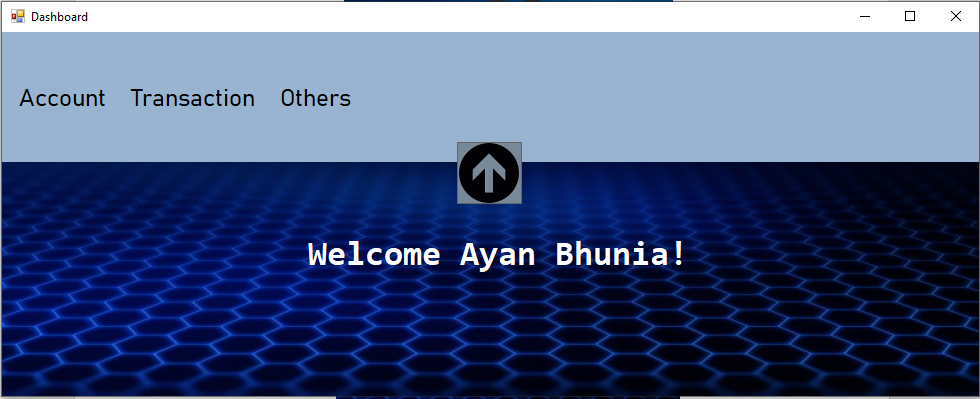 Dashboard
Account Transaction Others
Welcome Ayan Bhunia!